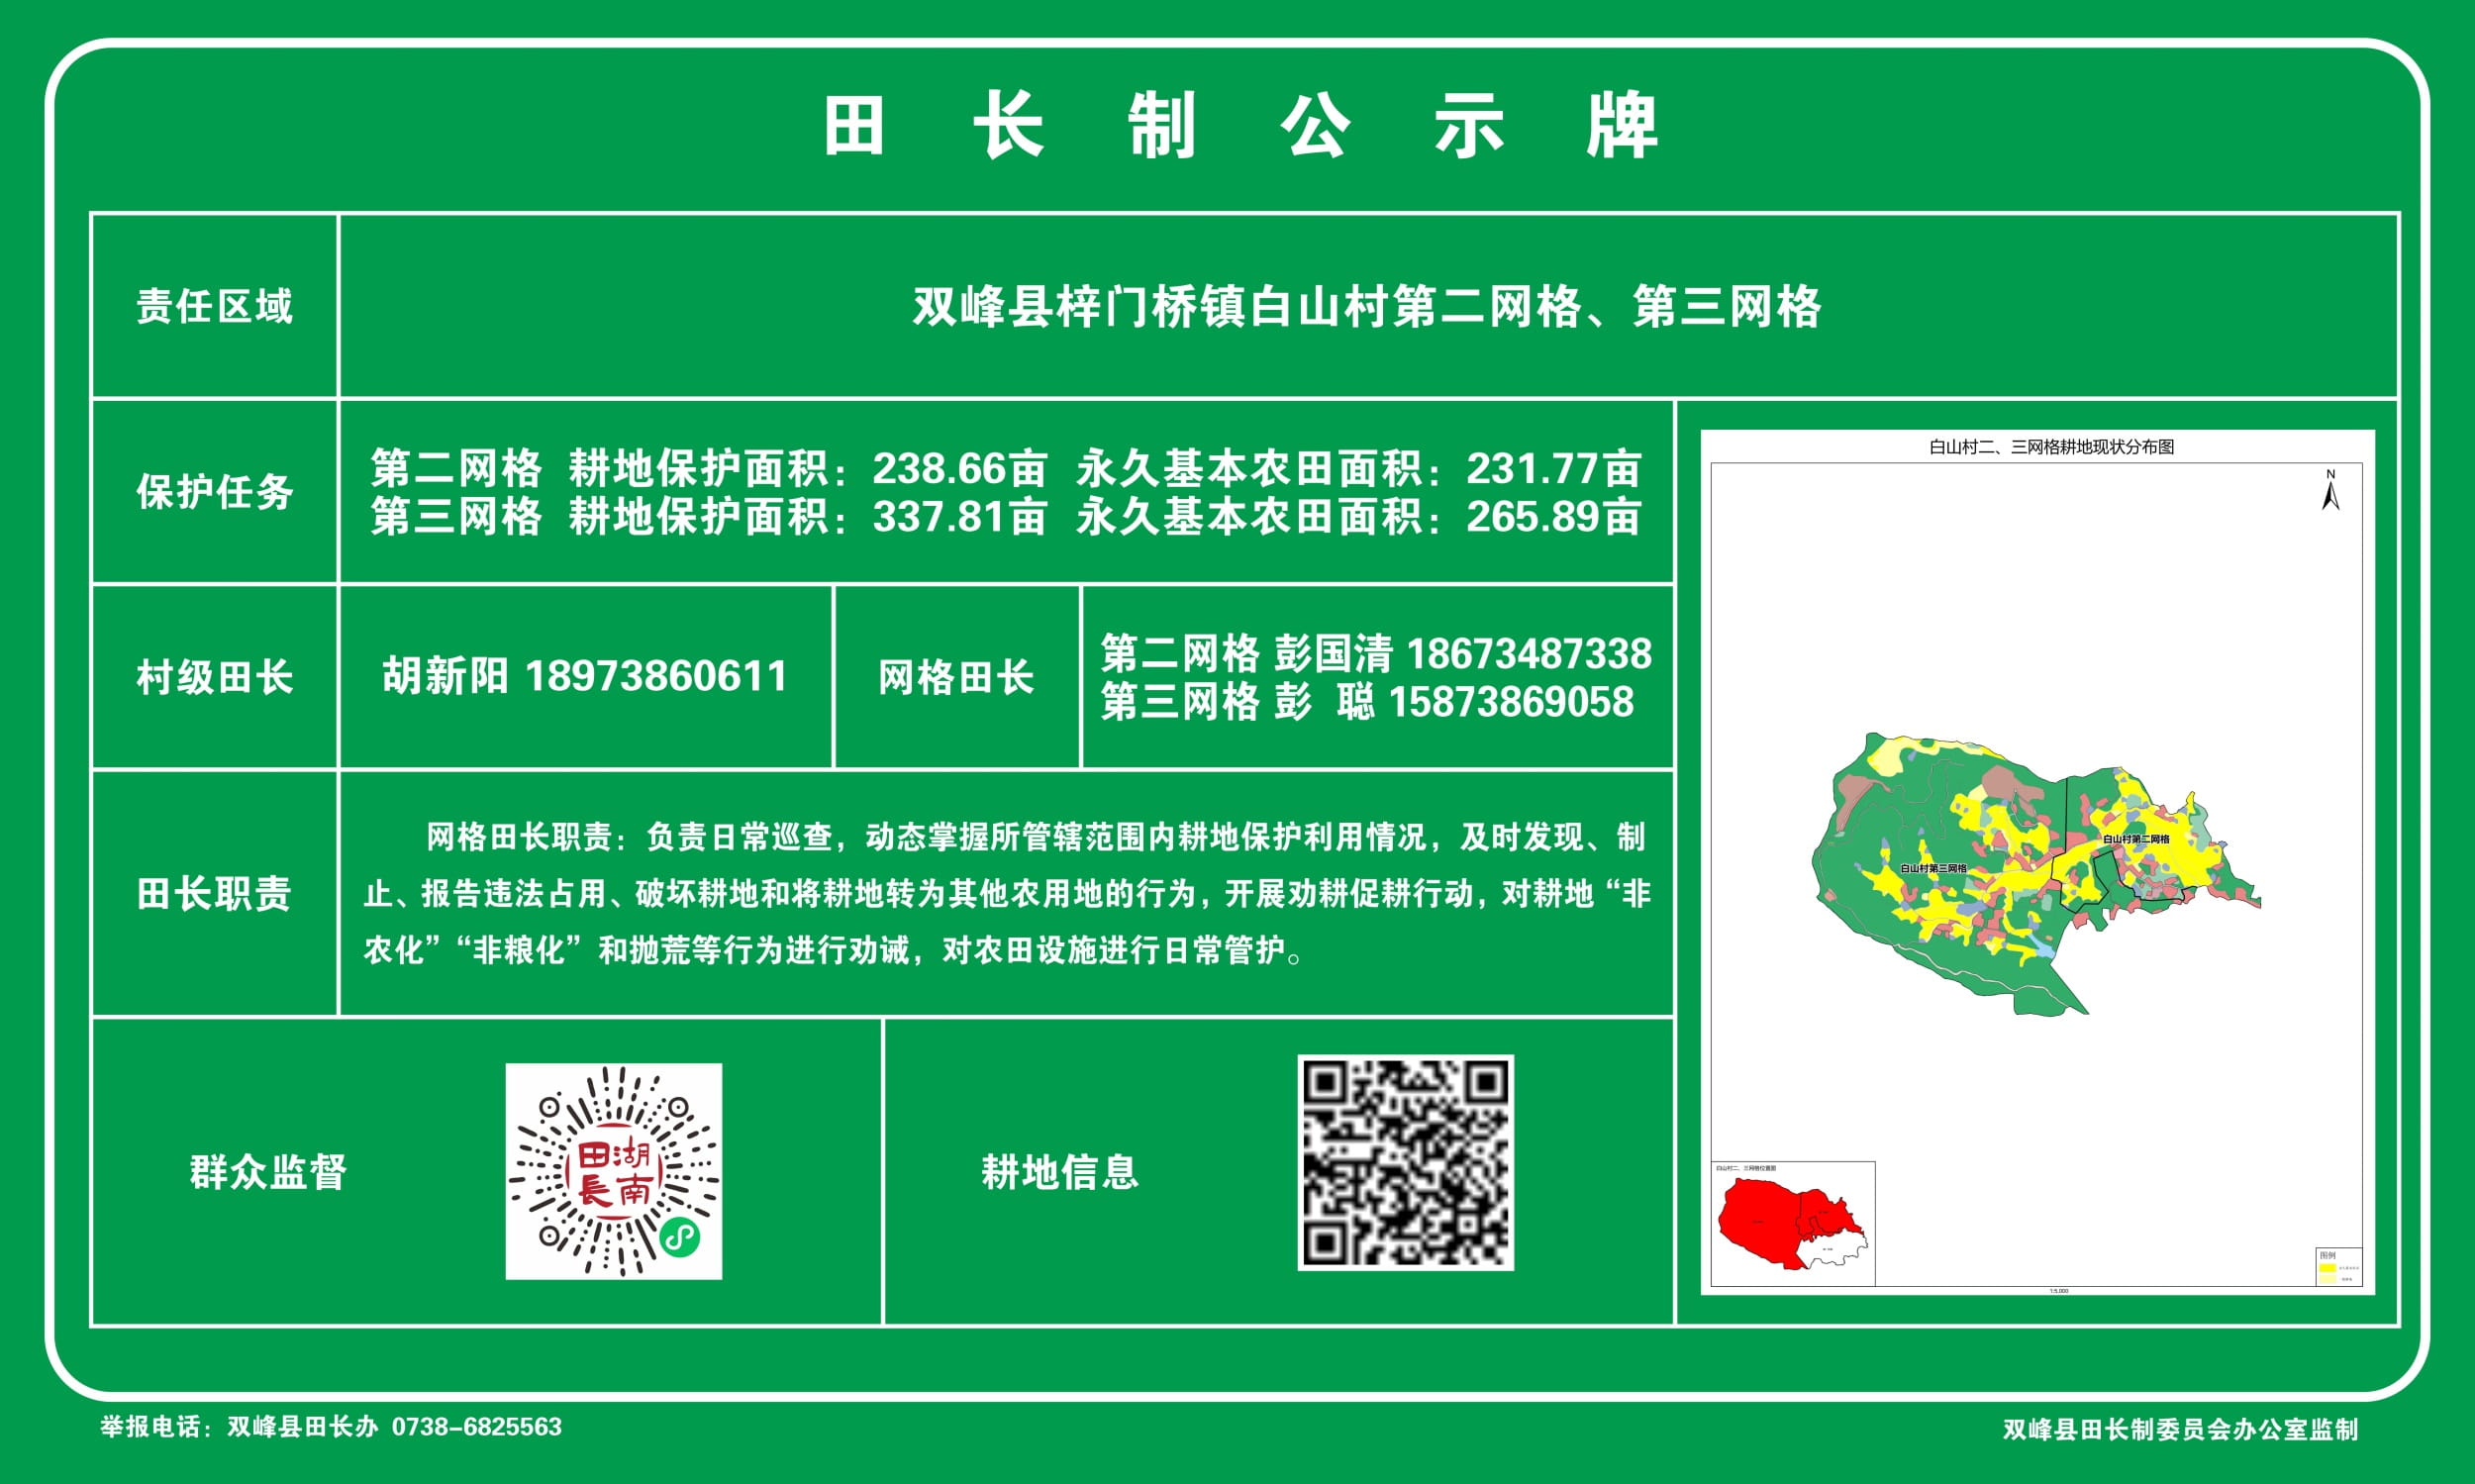 田长制公示牌
责任区域
双峰县梓门桥镇白山村第二网格、第三网格
保护任务
第二网格 耕地保护面积：238.66亩 永久基本农田面积：231.77亩
第三网格 耕地保护面积：337.81亩 永久基本农田面积：265.89亩
村级田长
胡新阳 18973860611
网格田长
第二网格 彭国清 18673487338
第三网格 彭 聪 15873869058
田长职责
网格田长职责：负责日常巡查，动态掌握所管辖范围内耕地保护利用情况，及时发现、制
止、报告违法占用、破坏耕地和将耕地转为其他农用地的行为，开展劝耕促耕行动，对耕地“非
农化”“非粮化”和抛荒等行为进行劝诫，对农田设施进行日常管护。
群众监督
湖南田長
耕地信息
白山村二、三网格耕地现状分布图
N
白山村第二网格
白山村第三网格
白山村二、三网格位置图
图例
1:5,000
举报电话：双峰县田长办 0738-6825563
双峰县田长制委员会办公室监制